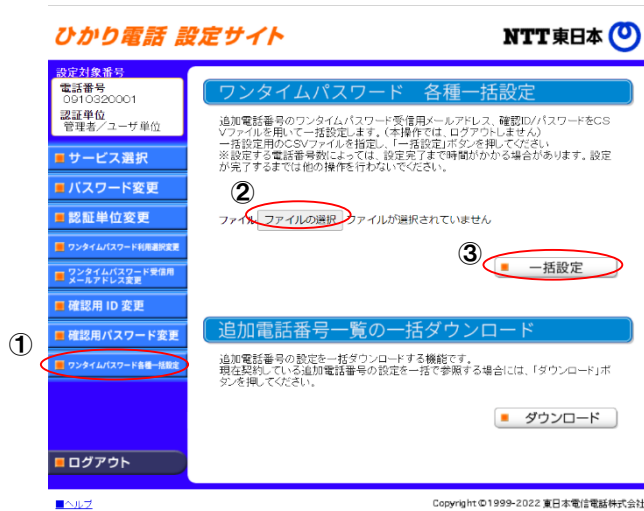 ひかり電話 設定サイト
NTT東日本
設定対象番号
電話番号
0910320001
認証単位
管理者／ユーザ単位
サービス選択
パスワード変更
認証単位変更
ワンタイムパスワード利用選択変更
ワンタイムパスワード受信用
メールアドレス変更
確認用 ID 変更
確認用パスワード変更
①
ワンタイムパスワード各種一括設定
ログアウト
■ヘルプ
ワンタイムパスワード 各種一括設定
追加電話番号のワンタイムパスワード受信用メールアドレス、確認ID/パスワードをCS
Vファイルを用いて一括設定します。(本操作では、ログアウトしません)
一括設定用のCSVファイルを指定し、「一括設定」ボタンを押してください
※設定する電話番号数によっては、設定完了まで時間がかかる場合があります。設定
が完了するまでは他の操作を行わないでください。
②
ファイル ファイルの選択 ファイルが選択されていません
③
一括設定
追加電話番号一覧の一括ダウンロード
追加電話番号の設定を一括ダウンロードする機能です。
現在契約している追加電話番号の設定を一括で参照する場合には、「ダウンロード」ボ
タンを押してください。
ダウンロード
Copyright©1999-2022 東日本電信電話株式会社